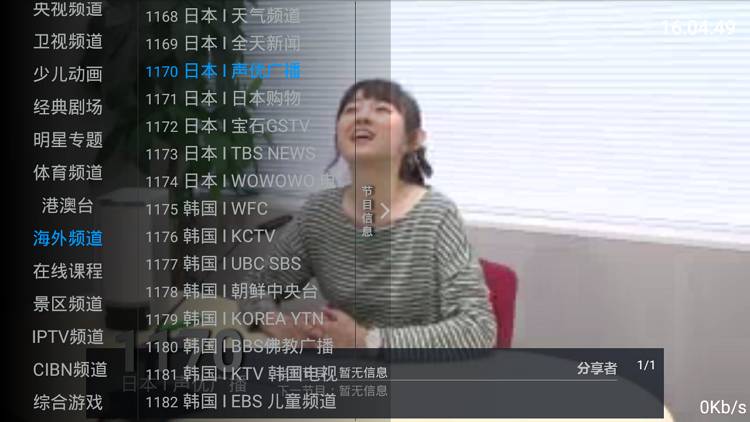 央视频道
卫视频道
少儿动画
经典剧场
明星专题
体育频道
港澳台
海外频道
在线课程
景区频道
IPTV频道
CIBN频道
综合游戏
1168 日本 | 天气频道
1169 日本 | 全天新闻
1170 日本 | 声优广播
1171 日本 | 日本购物
1172 日本 | 宝石GSTV
1173 日本 | TBS NEWS
1174 日本 | WOWOWO 电
1175 韩国 | WFC
1176 韩国 | KCTV
1177 韩国 | UBC SBS
1178 韩国 | 朝鲜中央台
1179 韩国 | KOREA YTN
1180 韩国 | BBS佛教广播
1181 韩国 | KTV 韩国电视
1182 韩国 | EBS 儿童频道
节目信息
16:04:49
1170
日本 | 声优广播
暂无信息
下一节目：暂无信息
分享者
1/1
0Kb/s